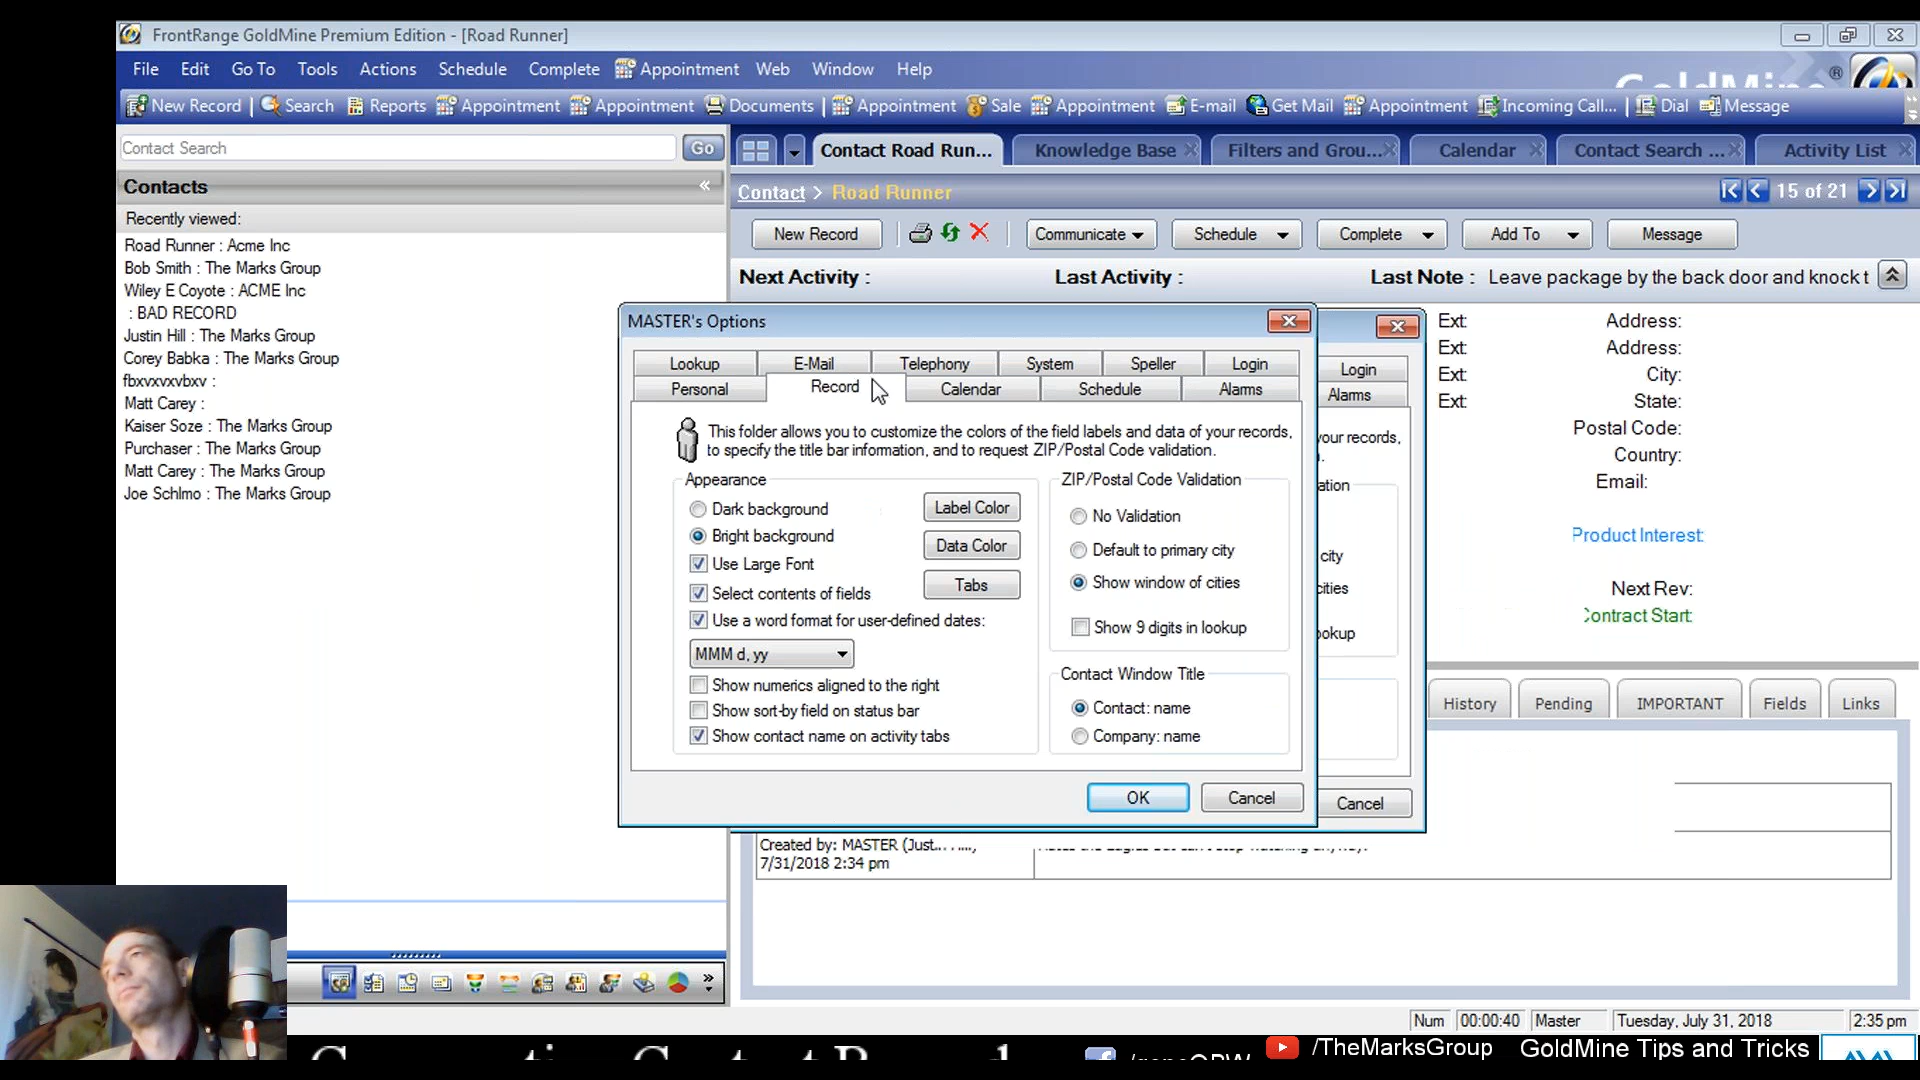 FrontRange GoldMine Premium Edition - [Road Runner]
File Edit Go To Tools Actions Schedule Complete Appointment Web Window Help
GoldMine ®
New Record Search Reports Appointment Appointment Documents Appointment Sale Appointment E-mail Get Mail Appointment Incoming Call... Dial Message
Contact Search Go
Contact Road Run... Knowledge Base Filters and Grou... Calendar Contact Search ... Activity List
Contacts «
Contact > Road Runner 15 of 21
Recently viewed:
Road Runner : Acme Inc
Bob Smith : The Marks Group
Wiley E Coyote : ACME Inc
: BAD RECORD
Justin Hill : The Marks Group
Corey Babka : The Marks Group
fbxvxvxvbxv :
Matt Carey :
Kaiser Soze : The Marks Group
Purchaser : The Marks Group
Matt Carey : The Marks Group
Joe Schlmo : The Marks Group
New Record Communicate Schedule Complete Add To Message
Next Activity : Last Activity : Last Note : Leave package by the back door and knock t
MASTER's Options
Lookup E-Mail Telephony System Speller Login
Personal Record Calendar Schedule Alarms
This folder allows you to customize the colors of the field labels and data of your records,
to specify the title bar information, and to request ZIP/Postal Code validation.
Appearance
Dark background
Bright background
Use Large Font
Select contents of fields
Use a word format for user-defined dates:
MMM d, yy
Show numerics aligned to the right
Show sort-by field on status bar
Show contact name on activity tabs
Label Color
Data Color
Tabs
ZIP/Postal Code Validation
No Validation
Default to primary city
Show window of cities
Show 9 digits in lookup
Contact Window Title
Contact: name
Company: name
OK Cancel
Login
Alarms
your records,
ation
city
cities
ookup
Cancel
Ext: Address:
Ext: Address:
Ext: City:
Ext: State:
Postal Code:
Country:
Email:
Product Interest:
Next Rev:
Contract Start:
History Pending IMPORTANT Fields Links
Created by: MASTER
7/31/2018 2:34 pm
Num 00:00:40 Master Tuesday, July 31, 2018 2:35 pm
/TheMarksGroup GoldMine Tips and Tricks